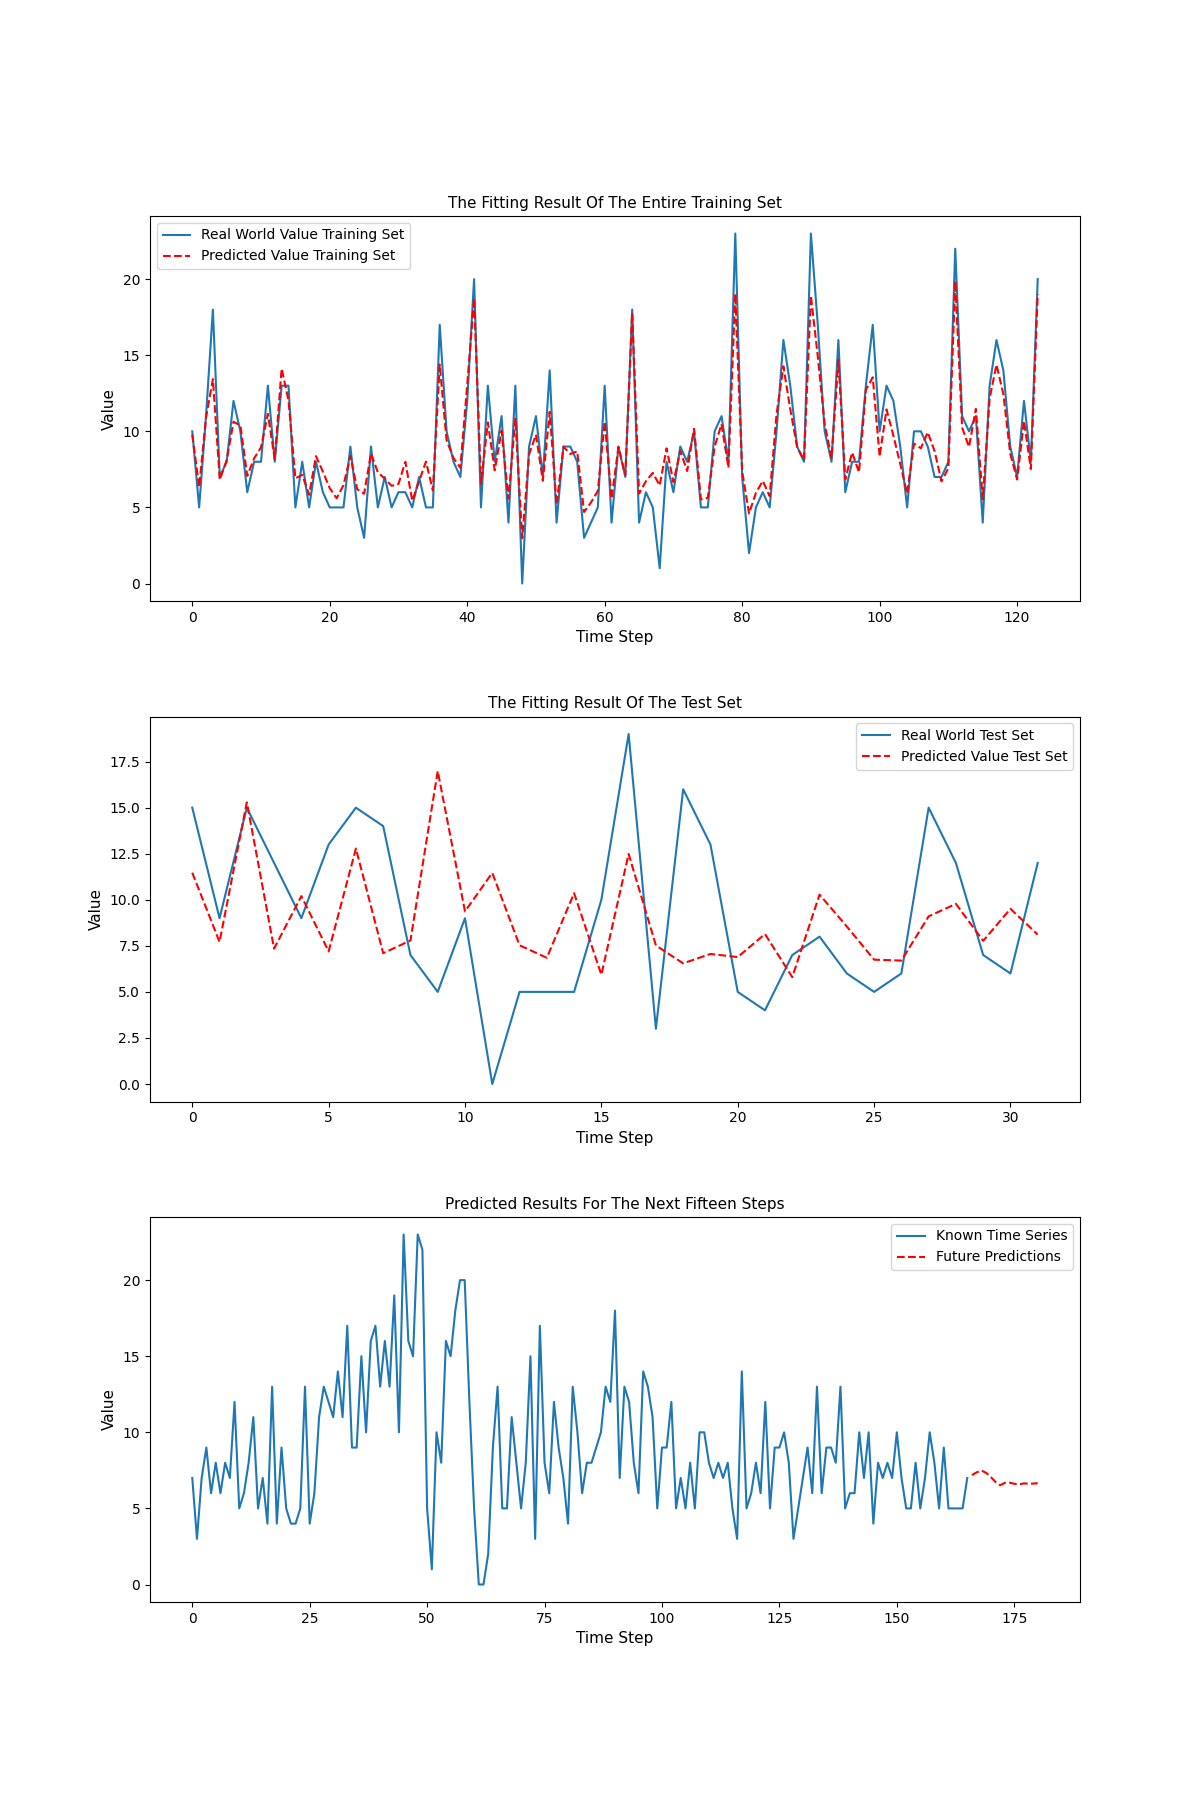 The Fitting Result Of The Entire Training Set
Real World Value Training Set
Predicted Value Training Set
Value
20
15
10
5
0
0 20 40 60 80 100 120
Time Step
The Fitting Result Of The Test Set
Real World Test Set
Predicted Value Test Set
Value
17.5
15.0
12.5
10.0
7.5
5.0
2.5
0.0
0 5 10 15 20 25 30
Time Step
Predicted Results For The Next Fifteen Steps
Known Time Series
Future Predictions
Value
20
15
10
5
0
0 25 50 75 100 125 150 175
Time Step